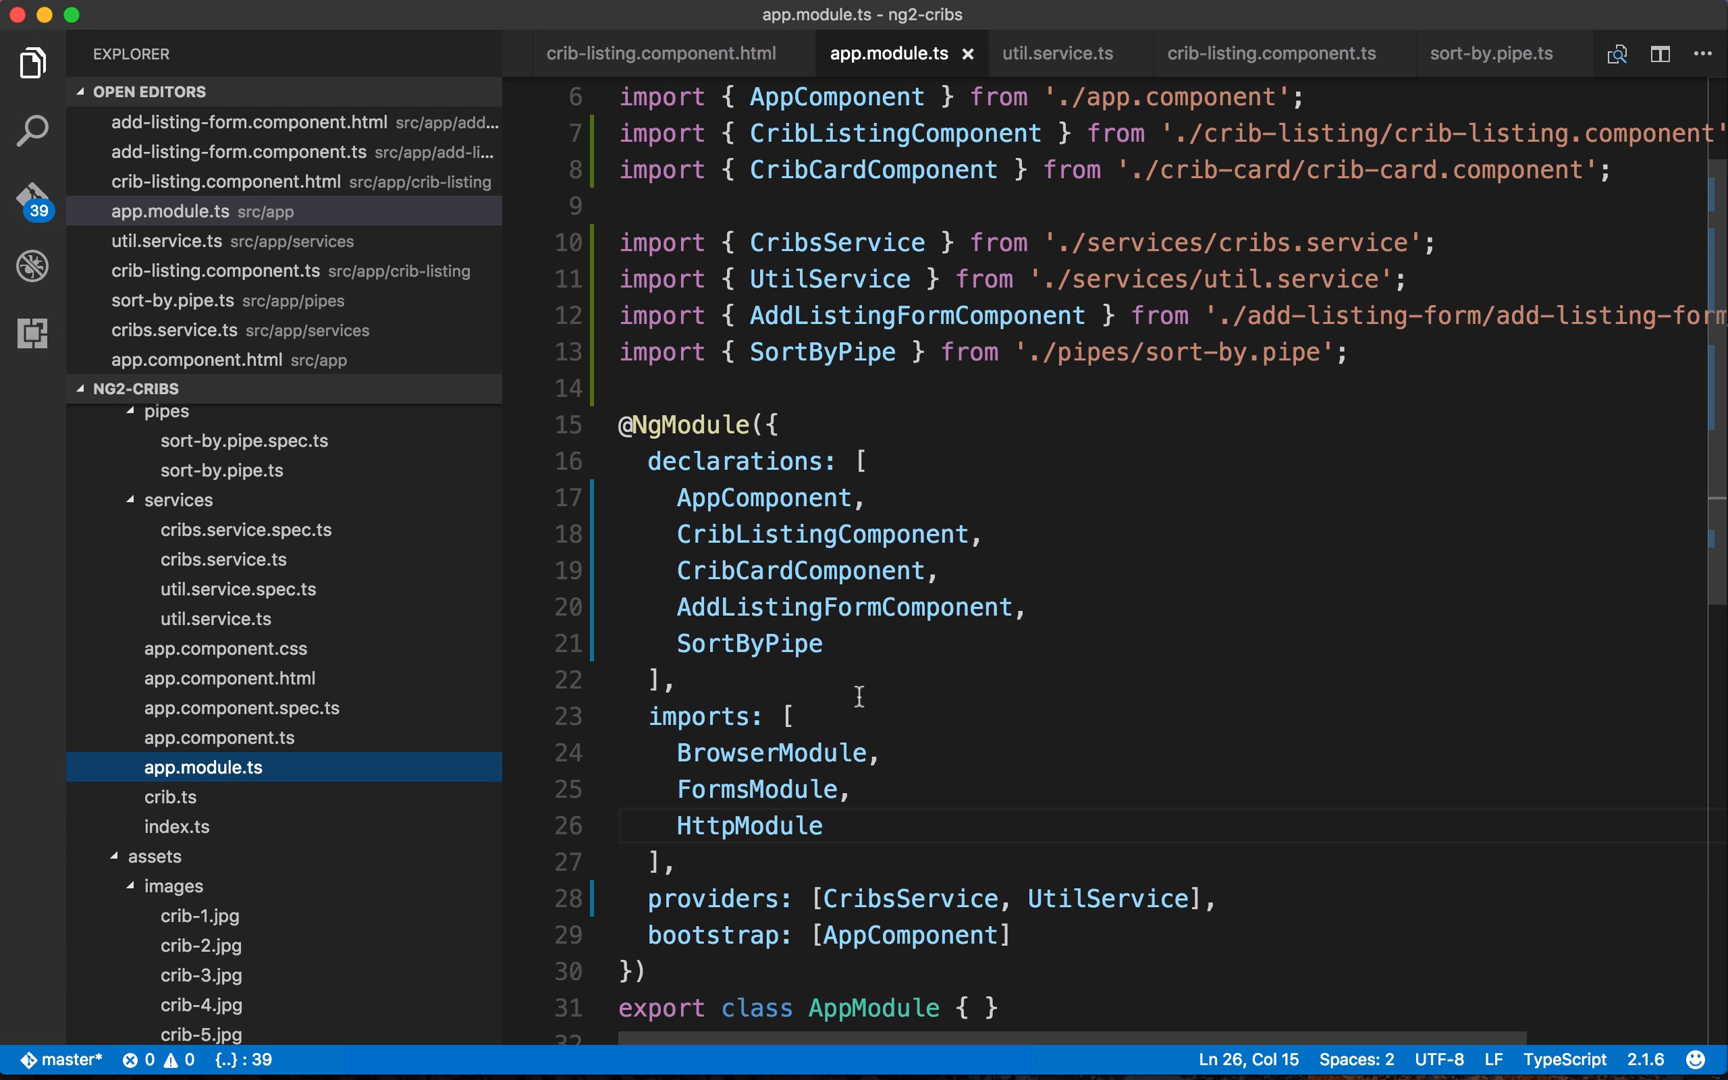 app.module.ts - ng2-cribs
EXPLORER
OPEN EDITORS
add-listing-form.component.html src/app/add...
add-listing-form.component.ts src/app/add-li...
crib-listing.component.html src/app/crib-listing
app.module.ts src/app
util.service.ts src/app/services
crib-listing.component.ts src/app/crib-listing
sort-by.pipe.ts src/app/pipes
cribs.service.ts src/app/services
app.component.html src/app
NG2-CRIBS
pipes
sort-by.pipe.spec.ts
sort-by.pipe.ts
services
cribs.service.spec.ts
cribs.service.ts
util.service.spec.ts
util.service.ts
app.component.css
app.component.html
app.component.spec.ts
app.component.ts
app.module.ts
crib.ts
index.ts
assets
images
crib-1.jpg
crib-2.jpg
crib-3.jpg
crib-4.jpg
crib-5.jpg
39
crib-listing.component.html app.module.ts × util.service.ts crib-listing.component.ts sort-by.pipe.ts
6 import { AppComponent } from './app.component';
7 import { CribListingComponent } from './crib-listing/crib-listing.component'
8 import { CribCardComponent } from './crib-card/crib-card.component';
9
10 import { CribsService } from './services/cribs.service';
11 import { UtilService } from './services/util.service';
12 import { AddListingFormComponent } from './add-listing-form/add-listing-form
13 import { SortByPipe } from './pipes/sort-by.pipe';
14
15 @NgModule({
16 declarations: [
17 AppComponent,
18 CribListingComponent,
19 CribCardComponent,
20 AddListingFormComponent,
21 SortByPipe
22 ],
23 imports: [
24 BrowserModule,
25 FormsModule,
26 HttpModule
27 ],
28 providers: [CribsService, UtilService],
29 bootstrap: [AppComponent]
30 })
31 export class AppModule { }
32
master* 0 0 {..} : 39 Ln 26, Col 15 Spaces: 2 UTF-8 LF TypeScript 2.1.6